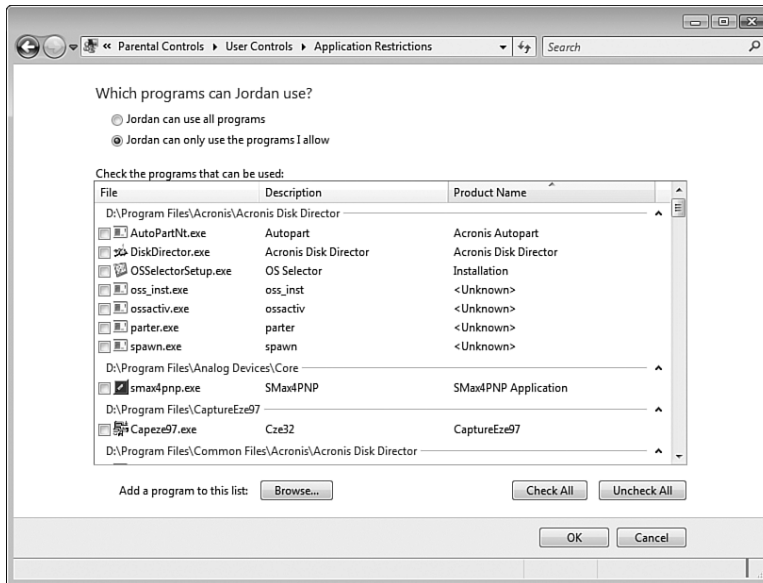 « Parental Controls ▸ User Controls ▸ Application Restrictions
Search
Which programs can Jordan use?
Jordan can use all programs
Jordan can only use the programs I allow
Check the programs that can be used:
File Description Product Name
D:\Program Files\Acronis\Acronis Disk Director
AutoPartNt.exe Autopart Acronis Autopart
DiskDirector.exe Acronis Disk Director Acronis Disk Director
OSSelectorSetup.exe OS Selector Installation
oss_inst.exe oss_inst <Unknown>
ossactiv.exe ossactiv <Unknown>
parter.exe parter <Unknown>
spawn.exe spawn <Unknown>
D:\Program Files\Analog Devices\Core
smax4pnp.exe SMax4PNP SMax4PNP Application
D:\Program Files\CaptureEze97
Capeze97.exe Cze32 CaptureEze97
D:\Program Files\Common Files\Acronis\Acronis Disk Director
Add a program to this list: Browse... Check All Uncheck All
OK Cancel